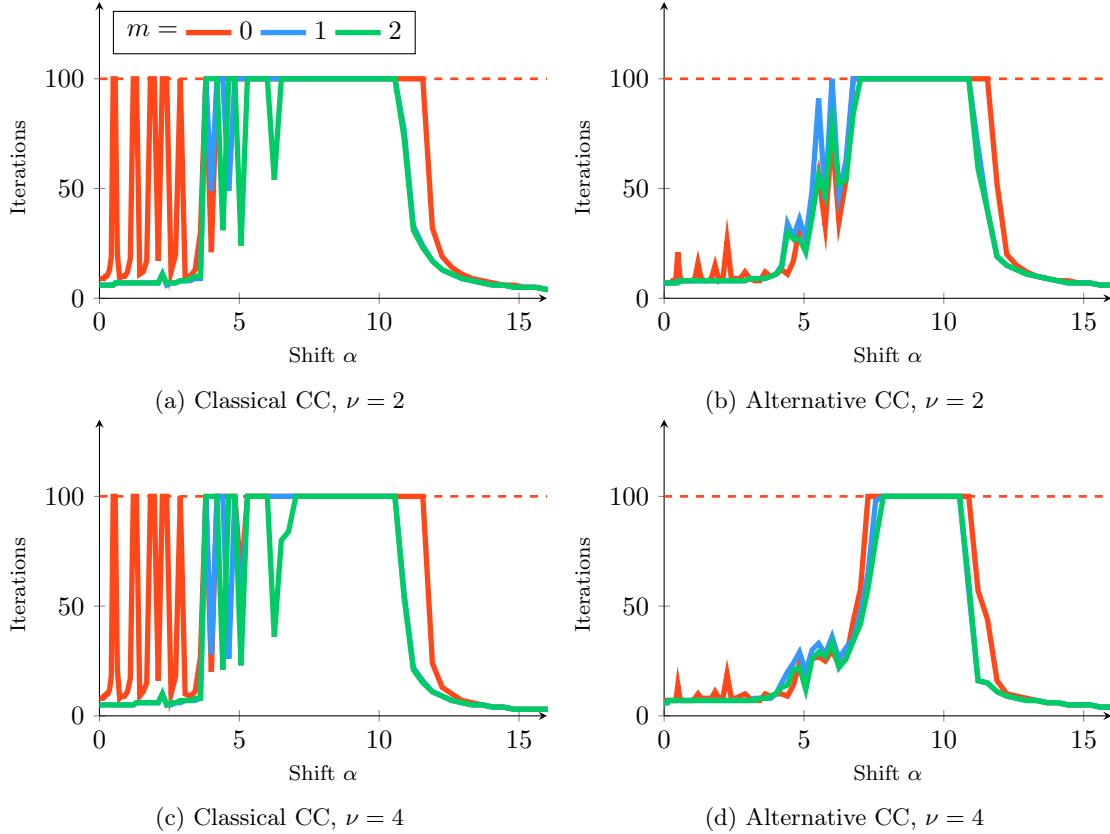 m = 0 1 2
100
50
0
Iterations
0 5 10 15
Shift α
(a) Classical CC, ν = 2
100
50
0
Iterations
0 5 10 15
Shift α
(b) Alternative CC, ν = 2
100
50
0
Iterations
0 5 10 15
Shift α
(c) Classical CC, ν = 4
100
50
0
Iterations
0 5 10 15
Shift α
(d) Alternative CC, ν = 4